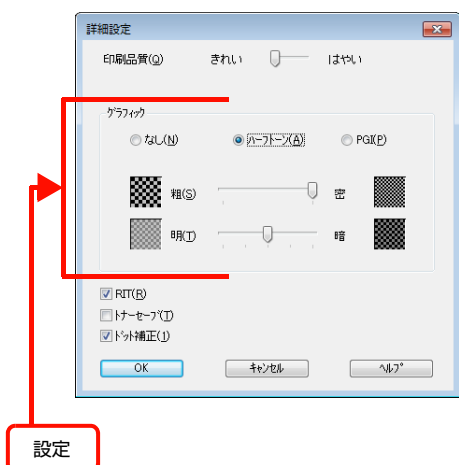 詳細設定
印刷品質(Q) きれい はやい
グラフィック
なし(N) ハーフトーン(A) PGI(P)
粗(S) 密
明(T) 暗
RIT(R)
トナーセーブ(T)
ドット補正(1)
OK キャンセル ヘルプ
設定